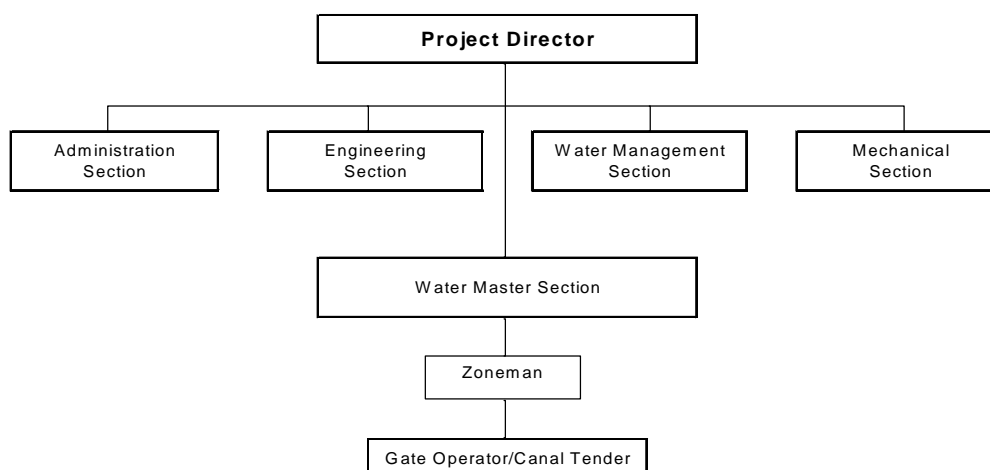 Project Director
Administration
Section
Engineering
Section
Water Management
Section
Mechanical
Section
Water Master Section
Zoneman
Gate Operator/Canal Tender